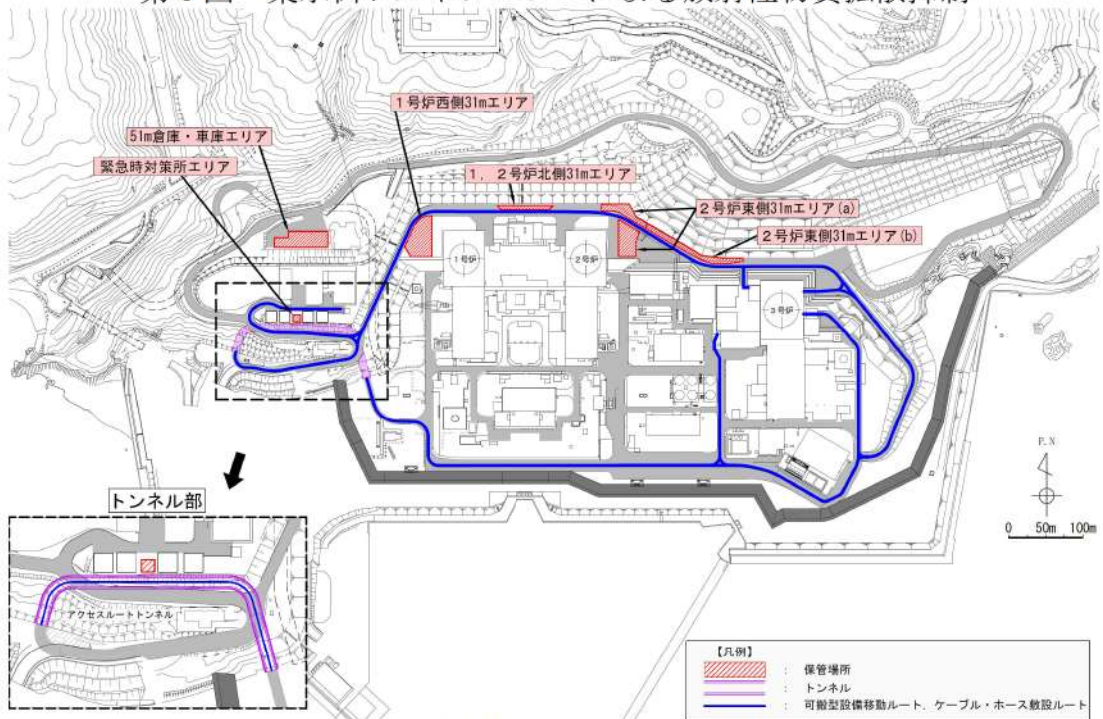 1号炉西側31mエリア
51m倉庫・車庫エリア
緊急時対策所エリア
1,2号炉北側31mエリア
2号炉東側31mエリア(a)
2号炉東側31mエリア(b)
1号炉
2号炉
3号炉
P.N
0 50m 100m
トンネル部
アクセスルートトンネル
【凡例】
: 保管場所
: トンネル
: 可搬型設備移動ルート,ケーブル・ホース敷設ルート